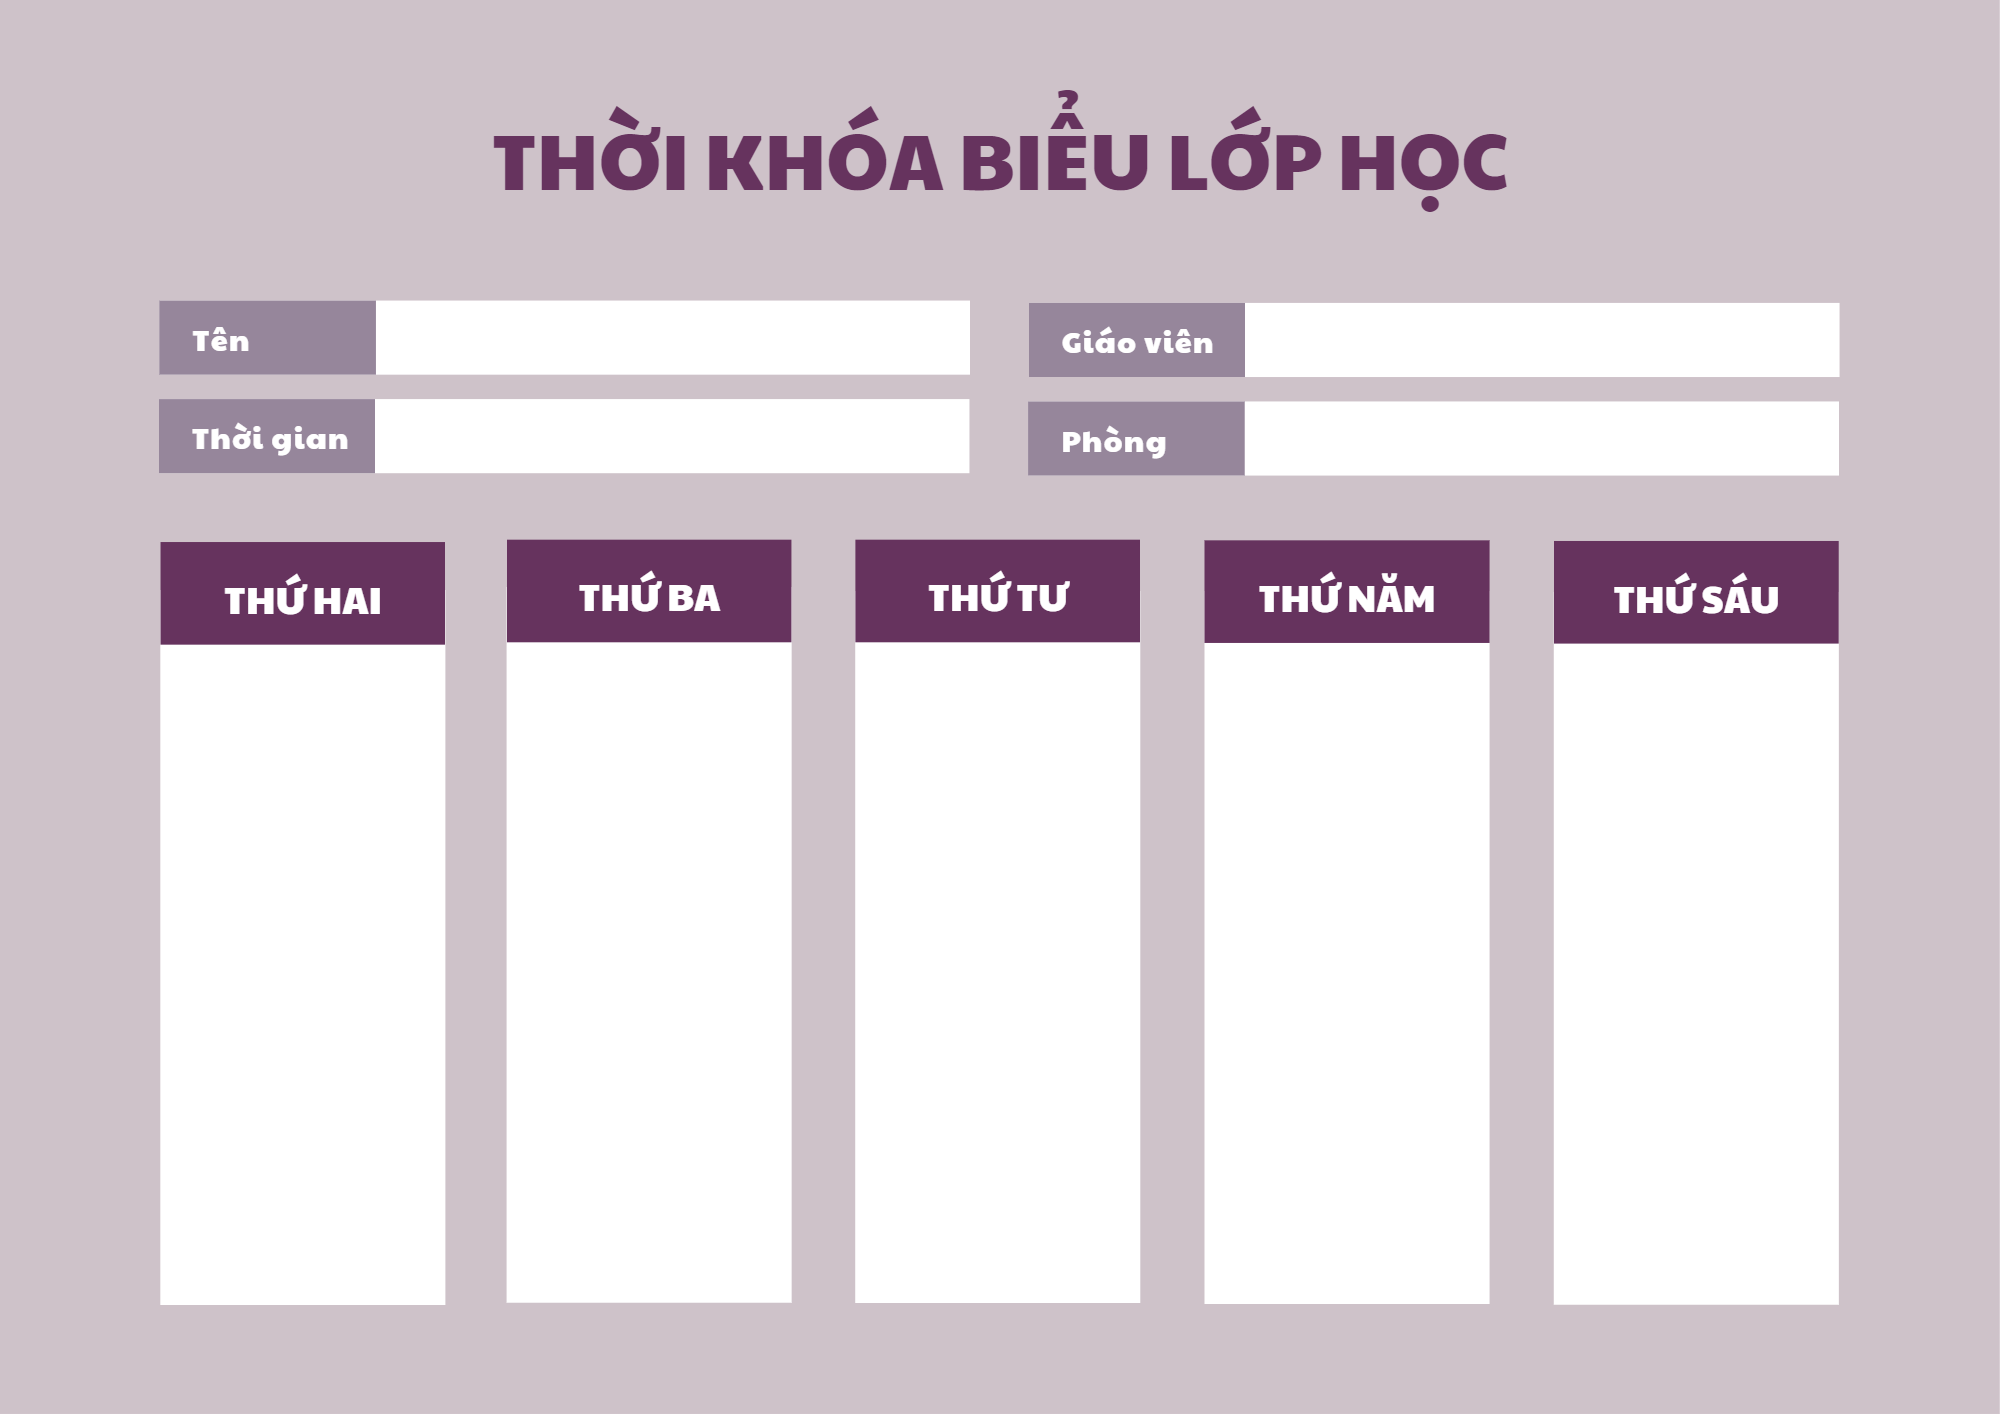 THỜI KHÓA BIỂU LỚP HỌC
Tên
Giáo viên
Thời gian
Phòng
THỨ HAI
THỨ BA
THỨ TƯ
THỨ NĂM
THỨ SÁU